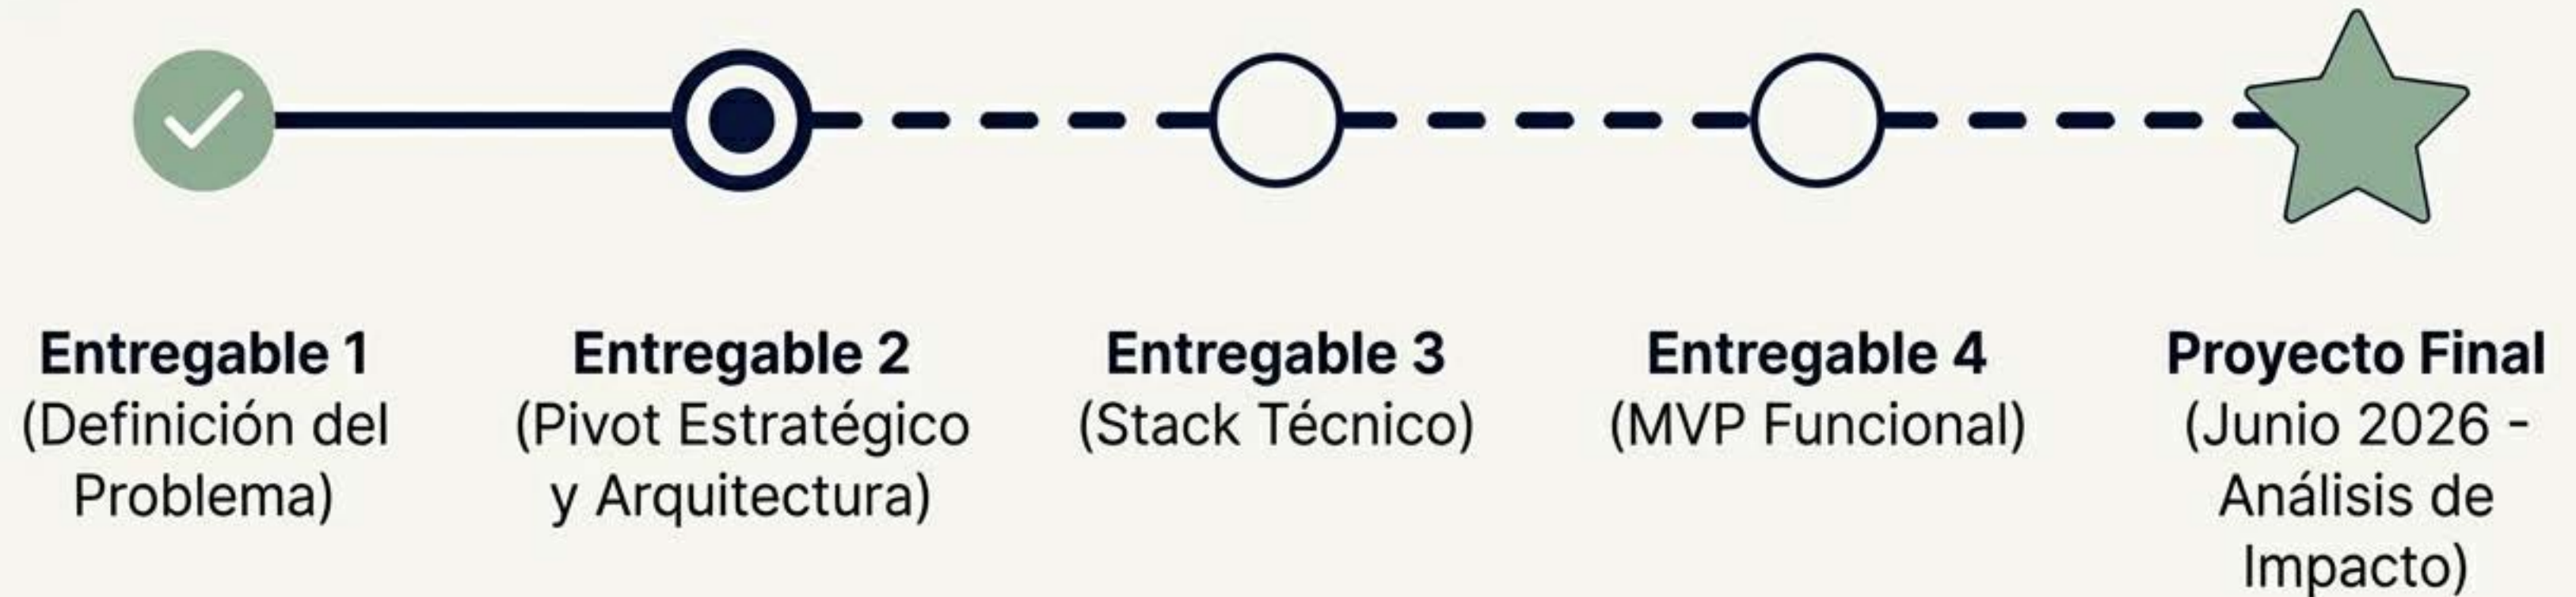 Entregable 1
(Definición del
Problema)
Entregable 2
(Pivot Estratégico
y Arquitectura)
Entregable 3
(Stack Técnico)
Entregable 4
(MVP Funcional)
Proyecto Final
(Junio 2026 -
Análisis de
Impacto)